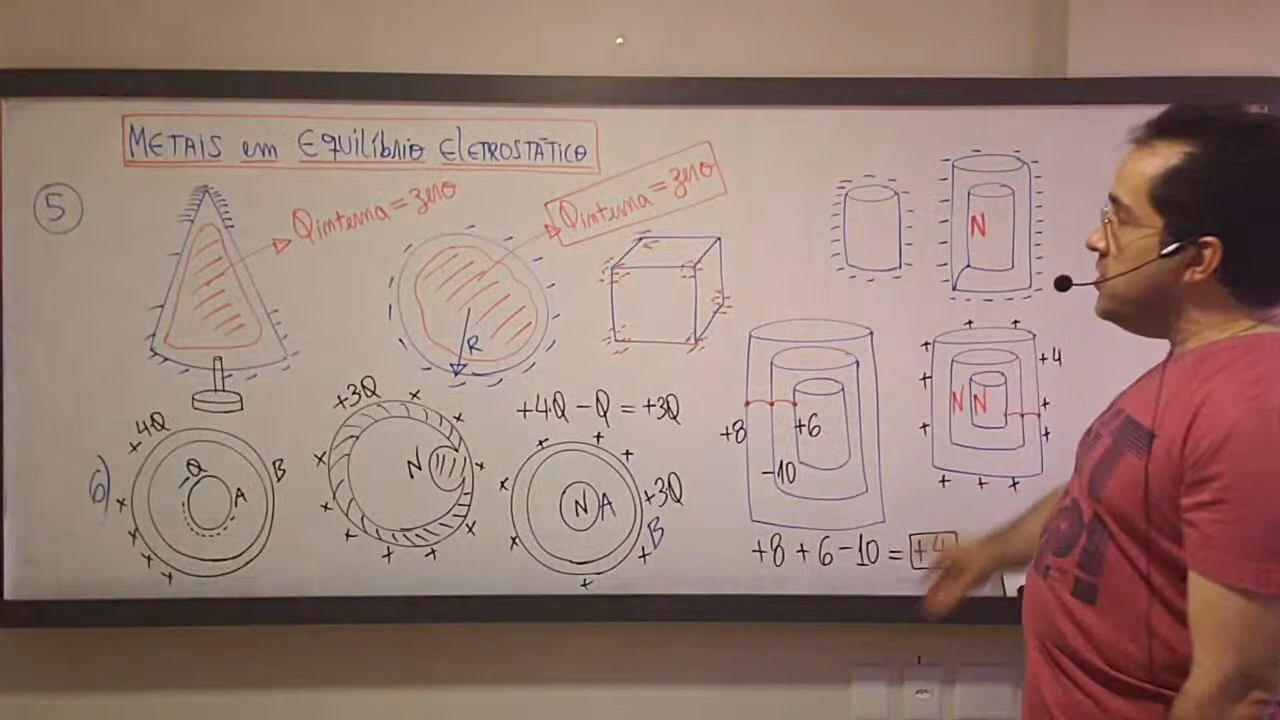 METAIS em EQUILÍBRIO ELETROSTÁTICO
5
Qinterna = zero
Qinterna = zero
R
N
6)
+4Q
-Q
A
B
+3Q
N
+4Q - Q = +3Q
N A
+3Q
B
+8
-10
+6
+8 + 6 - 10 = +4
+4
N N